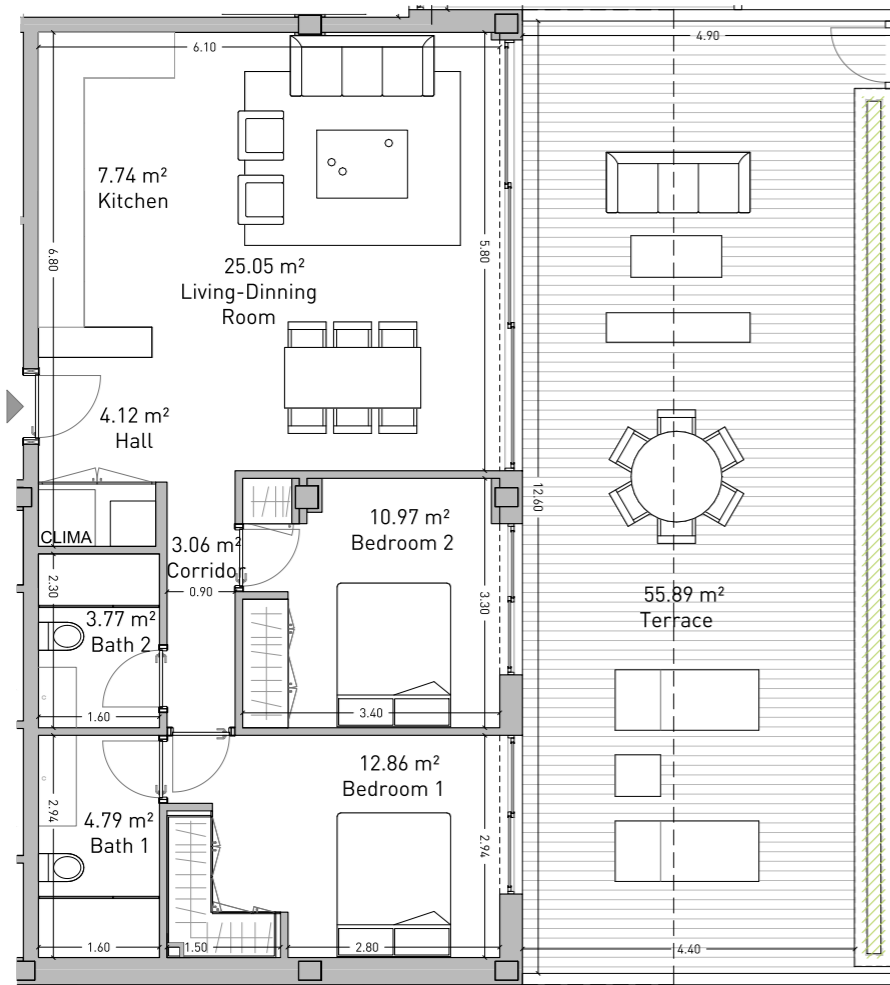 6.10
4.90
7.74 m²
Kitchen
6.80
5.80
25.05 m²
Living-Dinning
Room
4.12 m²
Hall
12.60
CLIMA
3.06 m²
Corridor
0.90
10.97 m²
Bedroom 2
2.30
3.30
3.77 m²
Bath 2
55.89 m²
Terrace
1.60
3.40
12.86 m²
Bedroom 1
2.94
4.79 m²
Bath 1
2.94
1.60
1.50
2.80
4.40